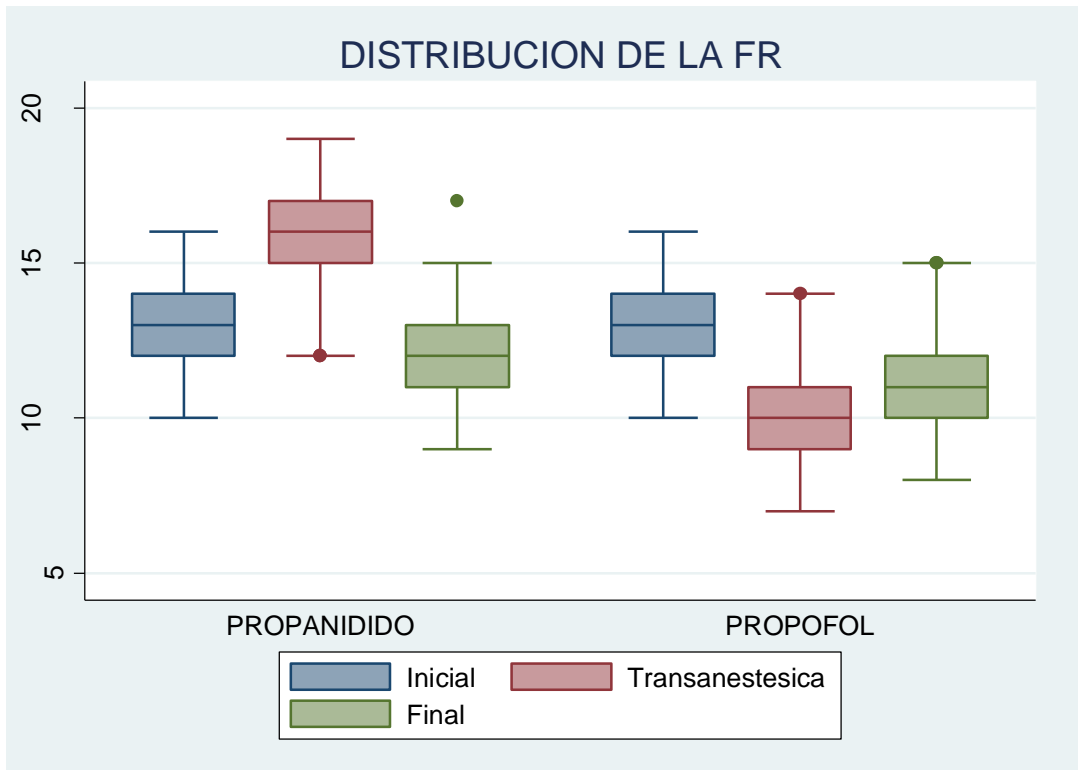 DISTRIBUCION DE LA FR
20
15
10
5
PROPANIDIDO PROPOFOL
Inicial Transanestesica
Final